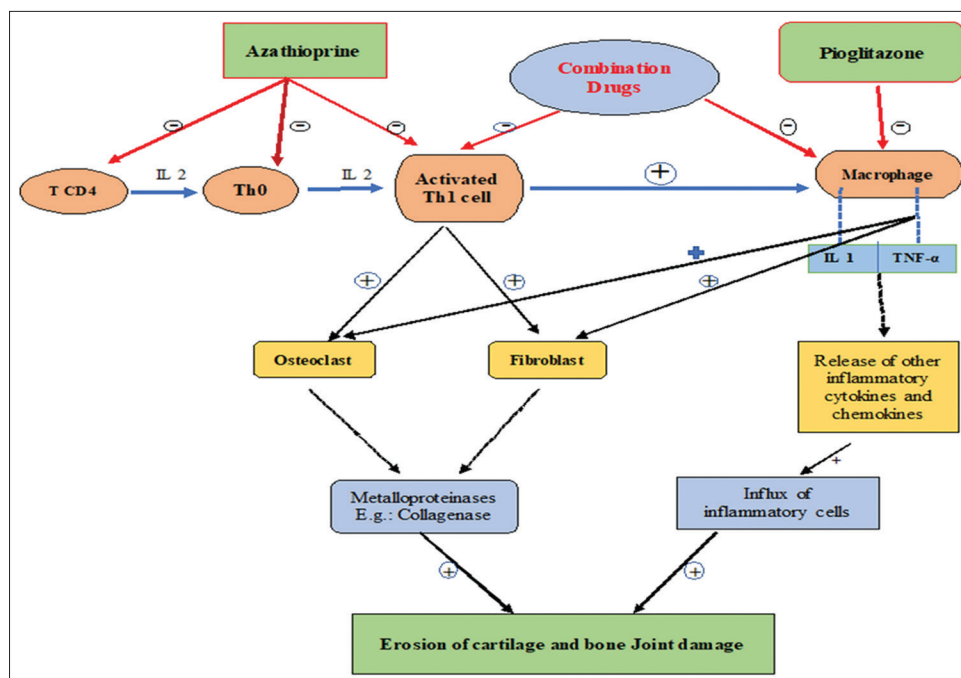 Azathioprine
Combination
Drugs
Pioglitazone
T CD4
IL 2
Th0
IL 2
Activated
Th1 cell
Macrophage
IL 1
TNF-α
Osteoclast
Fibroblast
Release of other
inflammatory
cytokines and
chemokines
Metalloproteinases
E.g.: Collagenase
Influx of
inflammatory cells
Erosion of cartilage and bone Joint damage